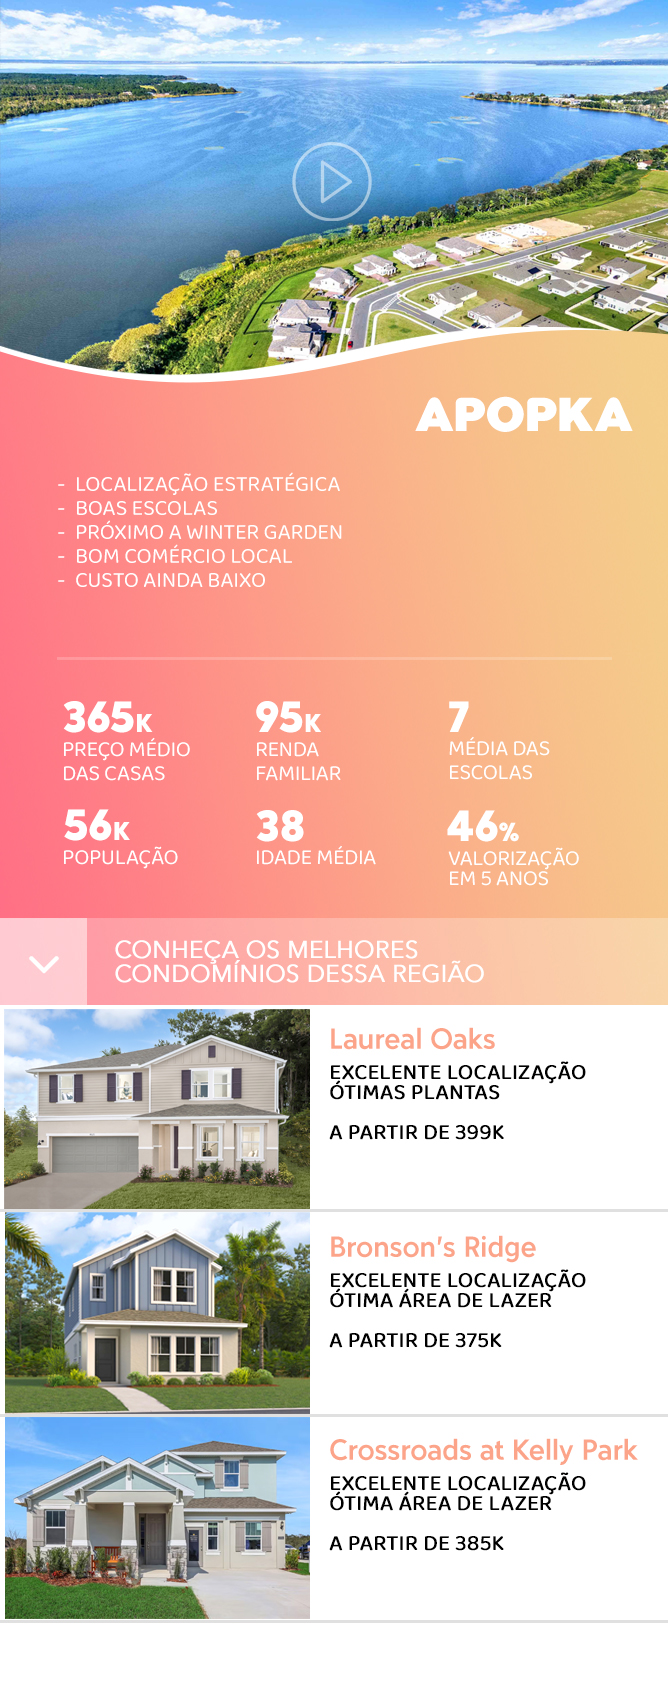 APOPKA
- LOCALIZAÇÃO ESTRATÉGICA
- BOAS ESCOLAS
- PRÓXIMO A WINTER GARDEN
- BOM COMÉRCIO LOCAL
- CUSTO AINDA BAIXO
365K
PREÇO MÉDIO
DAS CASAS
95K
RENDA
FAMILIAR
7
MÉDIA DAS
ESCOLAS
56K
POPULAÇÃO
38
IDADE MÉDIA
46%
VALORIZAÇÃO
EM 5 ANOS
CONHEÇA OS MELHORES
CONDOMÍNIOS DESSA REGIÃO
Laureal Oaks
EXCELENTE LOCALIZAÇÃO
ÓTIMAS PLANTAS
A PARTIR DE 399K
Bronson's Ridge
EXCELENTE LOCALIZAÇÃO
ÓTIMA ÁREA DE LAZER
A PARTIR DE 375K
Crossroads at Kelly Park
EXCELENTE LOCALIZAÇÃO
ÓTIMA ÁREA DE LAZER
A PARTIR DE 385K